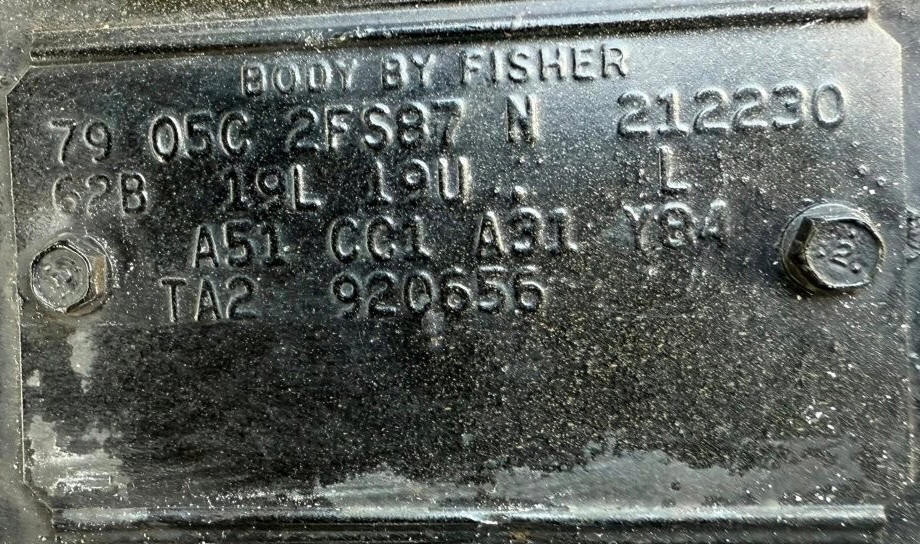 BODY BY FISHER
79 05C 2FS87 N 212230
62B 19L 19U .. L
A51 CC1 A31 Y84
TA2 920656